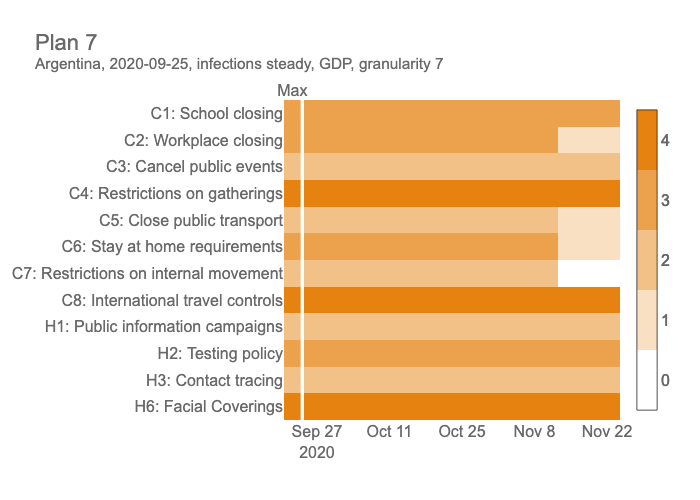 Plan 7
Argentina, 2020-09-25, infections steady, GDP, granularity 7
Max
C1: School closing
C2: Workplace closing
C3: Cancel public events
C4: Restrictions on gatherings
C5: Close public transport
C6: Stay at home requirements
C7: Restrictions on internal movement
C8: International travel controls
H1: Public information campaigns
H2: Testing policy
H3: Contact tracing
H6: Facial Coverings
Sep 27 Oct 11 Oct 25 Nov 8 Nov 22
2020
4
3
2
1
0